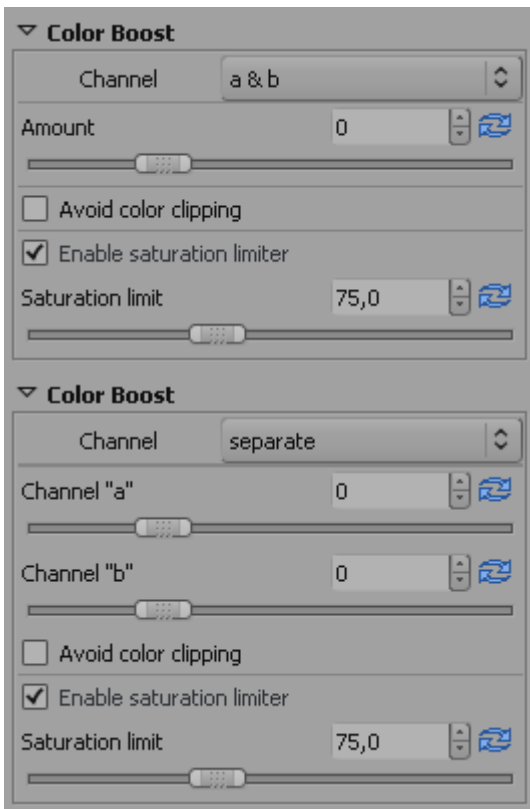 Color Boost
Channel a & b
Amount 0
Avoid color clipping
Enable saturation limiter
Saturation limit 75,0
Color Boost
Channel separate
Channel "a" 0
Channel "b" 0
Avoid color clipping
Enable saturation limiter
Saturation limit 75,0